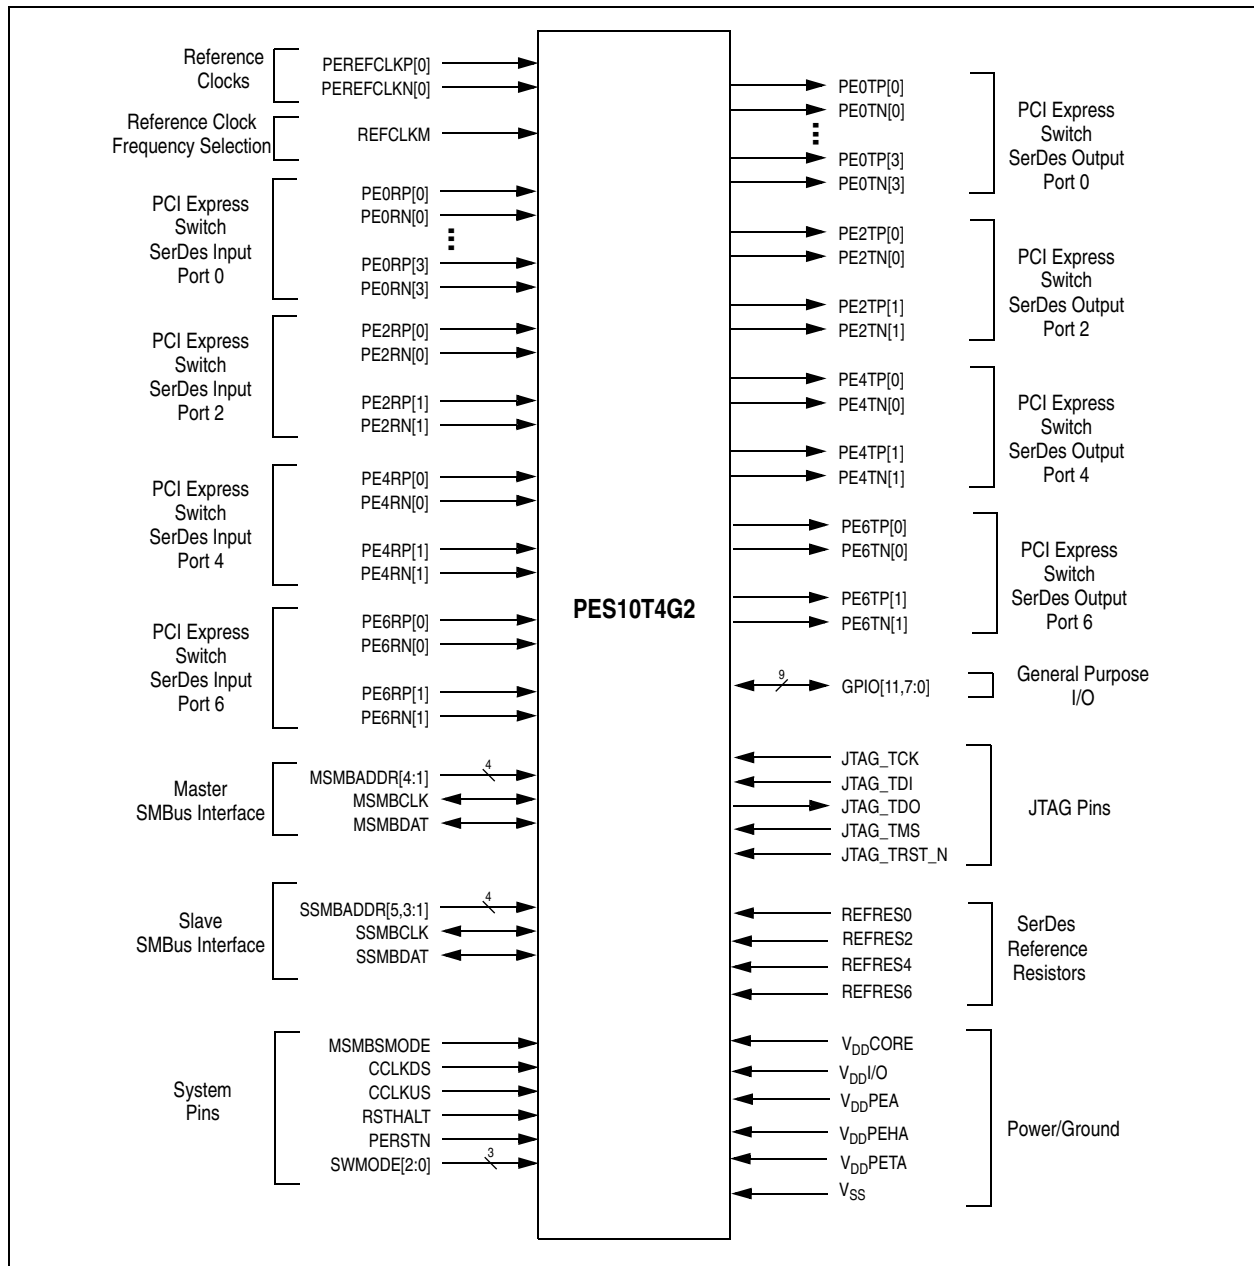 Reference
Clocks
PEREFCLKP[0]
PEREFCLKN[0]
Reference Clock
Frequency Selection
REFCLKM
PCI Express
Switch
SerDes Input
Port 0
PE0RP[0]
PE0RN[0]
PE0RP[3]
PE0RN[3]
PCI Express
Switch
SerDes Input
Port 2
PE2RP[0]
PE2RN[0]
PE2RP[1]
PE2RN[1]
PCI Express
Switch
SerDes Input
Port 4
PE4RP[0]
PE4RN[0]
PE4RP[1]
PE4RN[1]
PCI Express
Switch
SerDes Input
Port 6
PE6RP[0]
PE6RN[0]
PE6RP[1]
PE6RN[1]
Master
SMBus Interface
MSMBADDR[4:1]
4
MSMBCLK
MSMBDAT
Slave
SMBus Interface
SSMBADDR[5,3:1]
4
SSMBCLK
SSMBDAT
System
Pins
MSMBSMODE
CCLKDS
CCLKUS
RSTHALT
PERSTN
SWMODE[2:0]
3
PES10T4G2
PE0TP[0]
PE0TN[0]
PE0TP[3]
PE0TN[3]
PCI Express
Switch
SerDes Output
Port 0
PE2TP[0]
PE2TN[0]
PE2TP[1]
PE2TN[1]
PCI Express
Switch
SerDes Output
Port 2
PE4TP[0]
PE4TN[0]
PE4TP[1]
PE4TN[1]
PCI Express
Switch
SerDes Output
Port 4
PE6TP[0]
PE6TN[0]
PE6TP[1]
PE6TN[1]
PCI Express
Switch
SerDes Output
Port 6
9
GPIO[11,7:0]
General Purpose
I/O
JTAG_TCK
JTAG_TDI
JTAG_TDO
JTAG_TMS
JTAG_TRST_N
JTAG Pins
REFRES0
REFRES2
REFRES4
REFRES6
SerDes
Reference
Resistors
VDDCORE
VDDI/O
VDDPEA
VDDPEHA
VDDPETA
VSS
Power/Ground